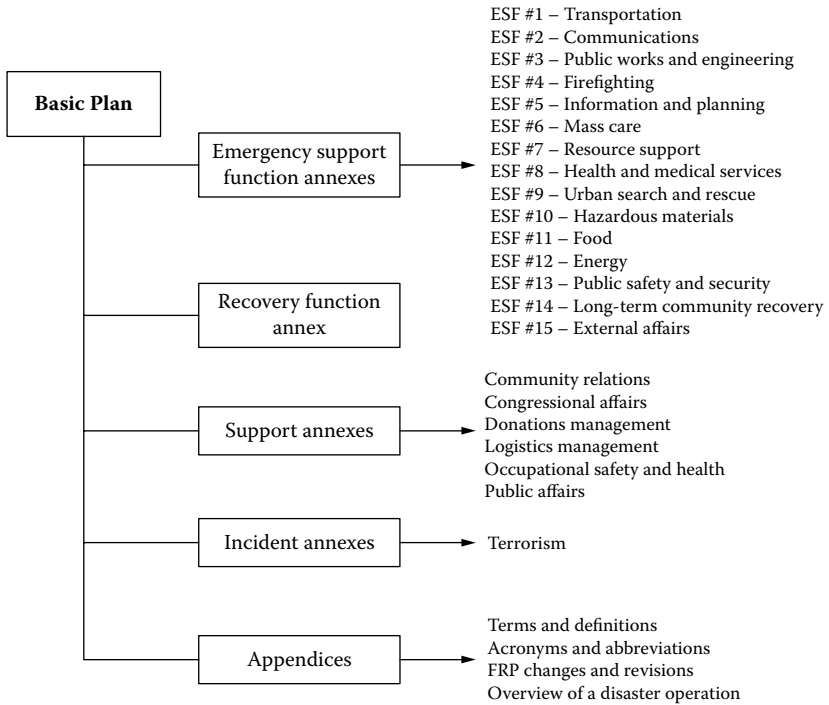 Basic Plan
Emergency support
function annexes
ESF #1 – Transportation
ESF #2 – Communications
ESF #3 – Public works and engineering
ESF #4 – Firefighting
ESF #5 – Information and planning
ESF #6 – Mass care
ESF #7 – Resource support
ESF #8 – Health and medical services
ESF #9 – Urban search and rescue
ESF #10 – Hazardous materials
ESF #11 – Food
ESF #12 – Energy
ESF #13 – Public safety and security
ESF #14 – Long-term community recovery
ESF #15 – External affairs
Recovery function
annex
Support annexes
Community relations
Congressional affairs
Donations management
Logistics management
Occupational safety and health
Public affairs
Incident annexes
Terrorism
Appendices
Terms and definitions
Acronyms and abbreviations
FRP changes and revisions
Overview of a disaster operation